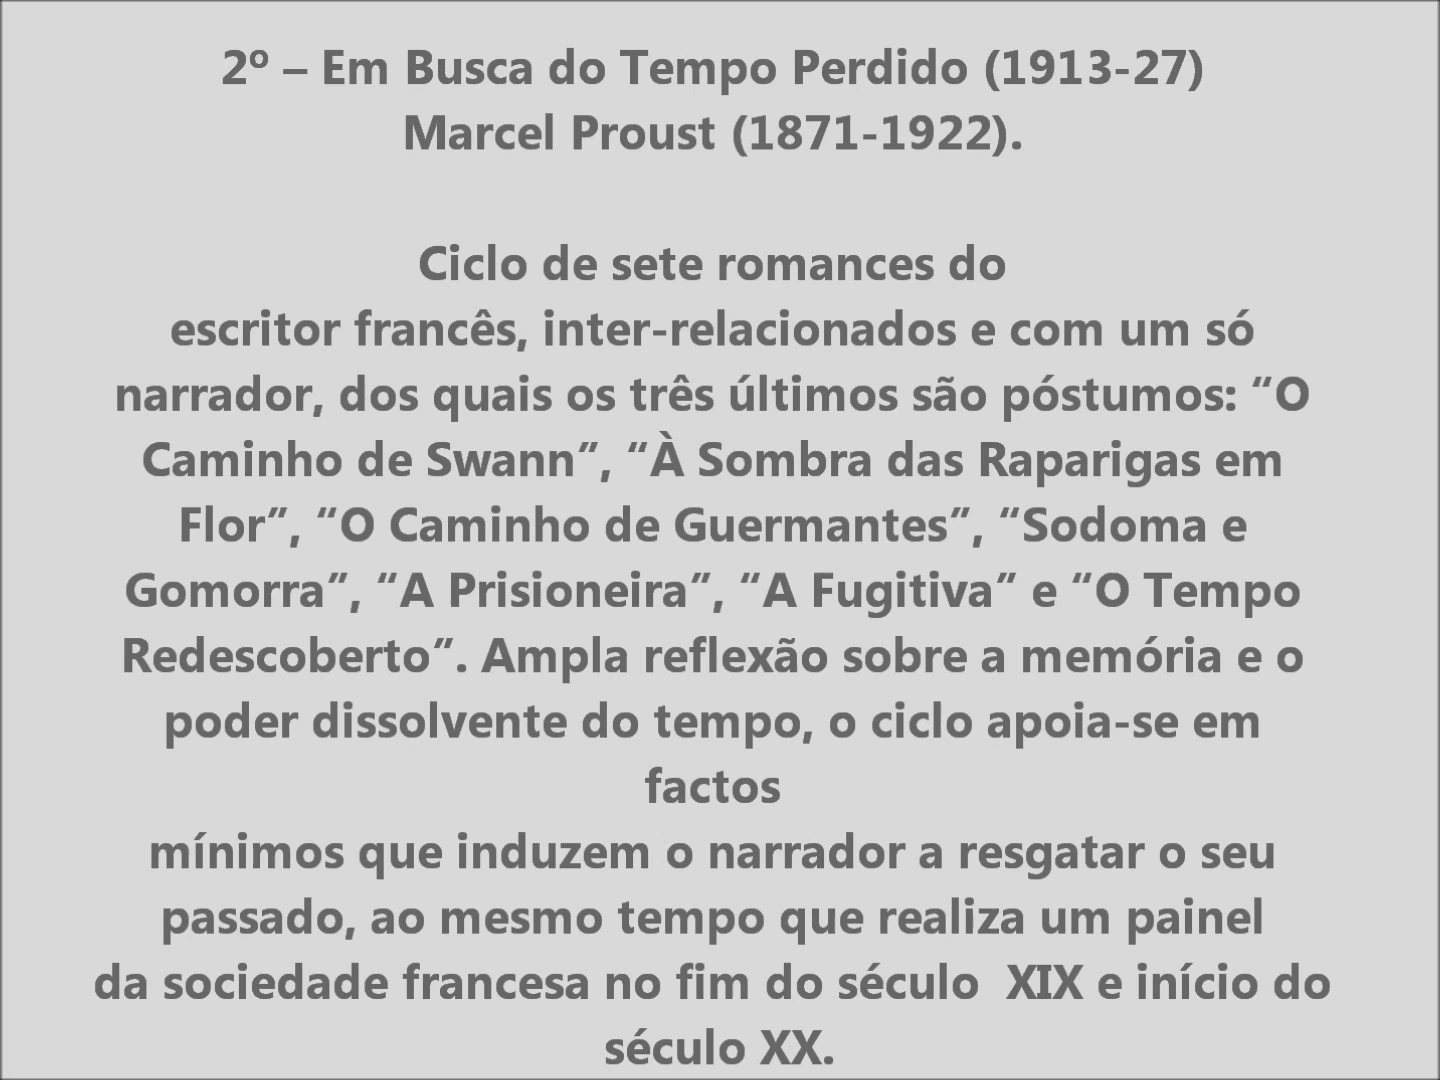 2º – Em Busca do Tempo Perdido (1913-27)
Marcel Proust (1871-1922).
Ciclo de sete romances do
escritor francês, inter-relacionados e com um só
narrador, dos quais os três últimos são póstumos: “O
Caminho de Swann”, “À Sombra das Raparigas em
Flor”, “O Caminho de Guermantes”, “Sodoma e
Gomorra”, “A Prisioneira”, “A Fugitiva” e “O Tempo
Redescoberto”. Ampla reflexão sobre a memória e o
poder dissolvente do tempo, o ciclo apoia-se em
factos
mínimos que induzem o narrador a resgatar o seu
passado, ao mesmo tempo que realiza um painel
da sociedade francesa no fim do século  XIX e início do
século XX.